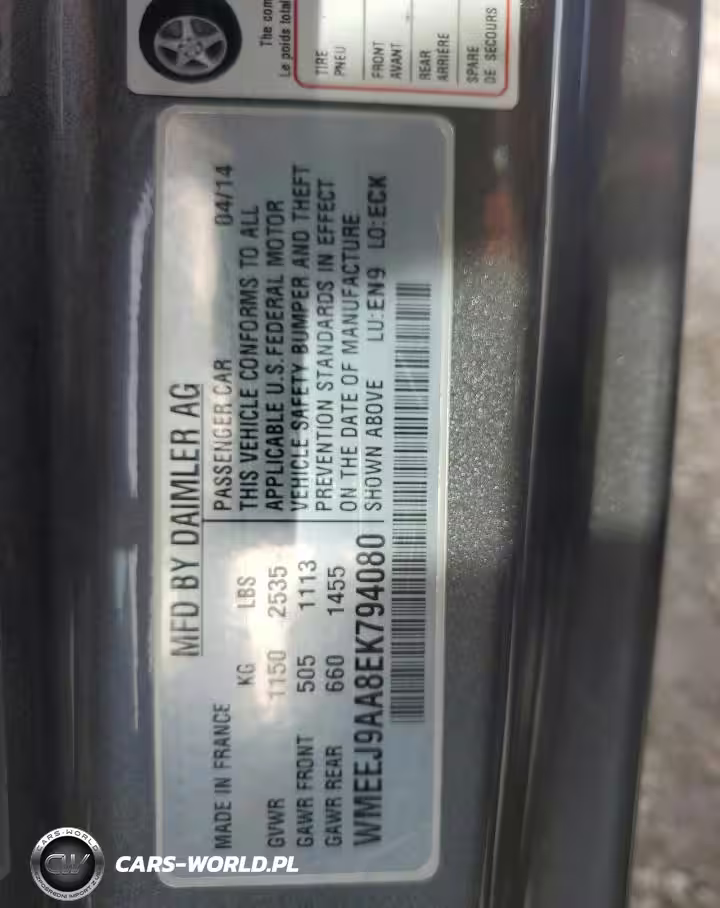 The com
Le poids total
TIRE
PNEU
FRONT
AVANT
REAR
ARRIÈRE
SPARE
DE SECOURS
MFD BY DAIMLER AG
MADE IN FRANCE PASSENGER CAR 04/14
KG LBS THIS VEHICLE CONFORMS TO ALL
GVWR 1150 2535 APPLICABLE U.S. FEDERAL MOTOR
GAWR FRONT 505 1113 VEHICLE SAFETY BUMPER AND THEFT
GAWR REAR 660 1455 PREVENTION STANDARDS IN EFFECT
ON THE DATE OF MANUFACTURE
WMEEJ9AA8EK794080 SHOWN ABOVE LU:EN9 LO:ECK
CARS-WORLD
CW
CARS-WORLD.PL